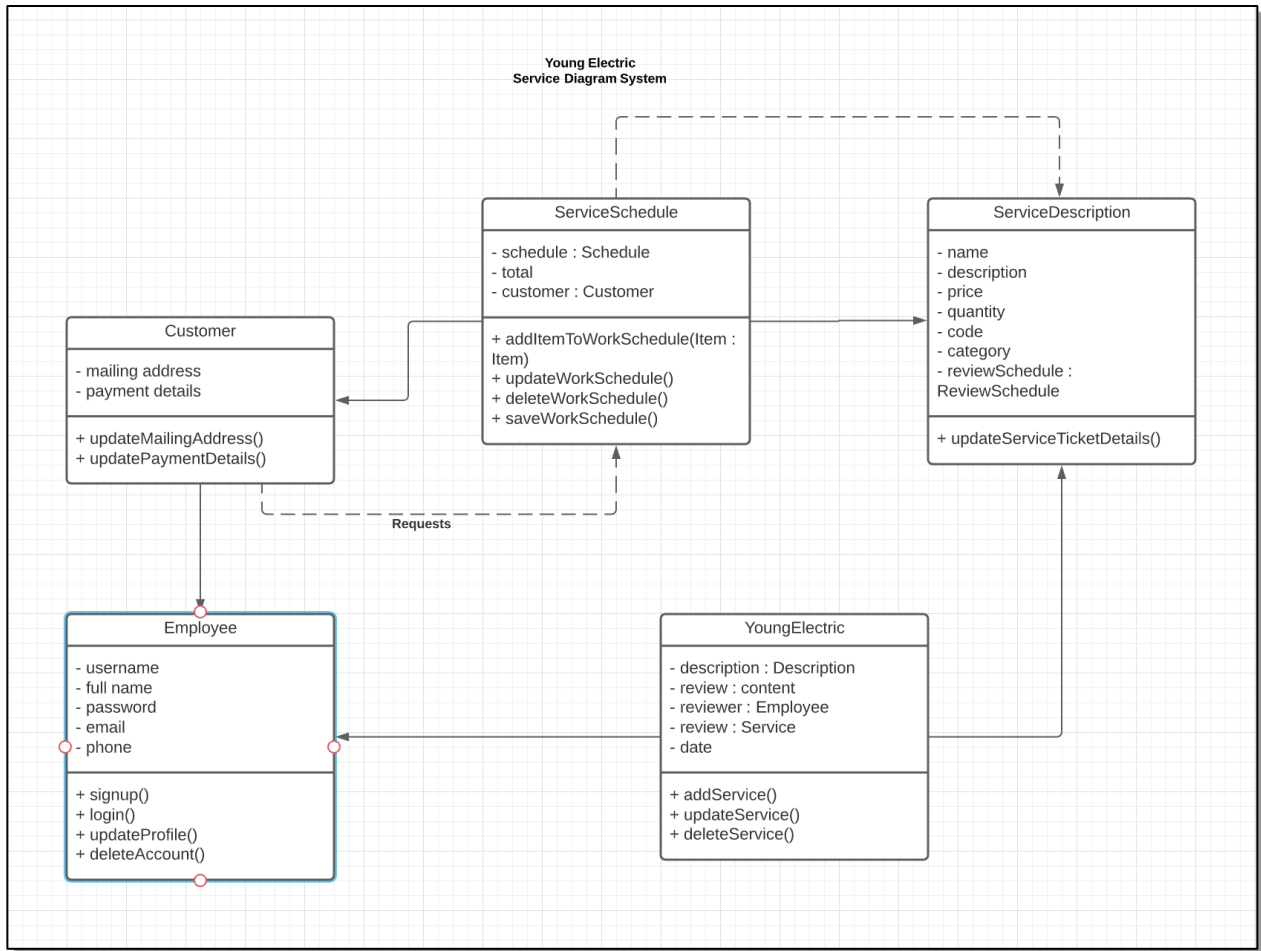 Young Electric
Service Diagram System
ServiceSchedule
- schedule : Schedule
- total
- customer : Customer
+ addItemToWorkSchedule(Item :
Item)
+ updateWorkSchedule()
+ deleteWorkSchedule()
+ saveWorkSchedule()
ServiceDescription
- name
- description
- price
- quantity
- code
- category
- reviewSchedule :
ReviewSchedule
+ updateServiceTicketDetails()
Customer
- mailing address
- payment details
+ updateMailingAddress()
+ updatePaymentDetails()
Requests
Employee
- username
- full name
- password
- email
- phone
+ signup()
+ login()
+ updateProfile()
+ deleteAccount()
YoungElectric
- description : Description
- review : content
- reviewer : Employee
- review : Service
- date
+ addService()
+ updateService()
+ deleteService()